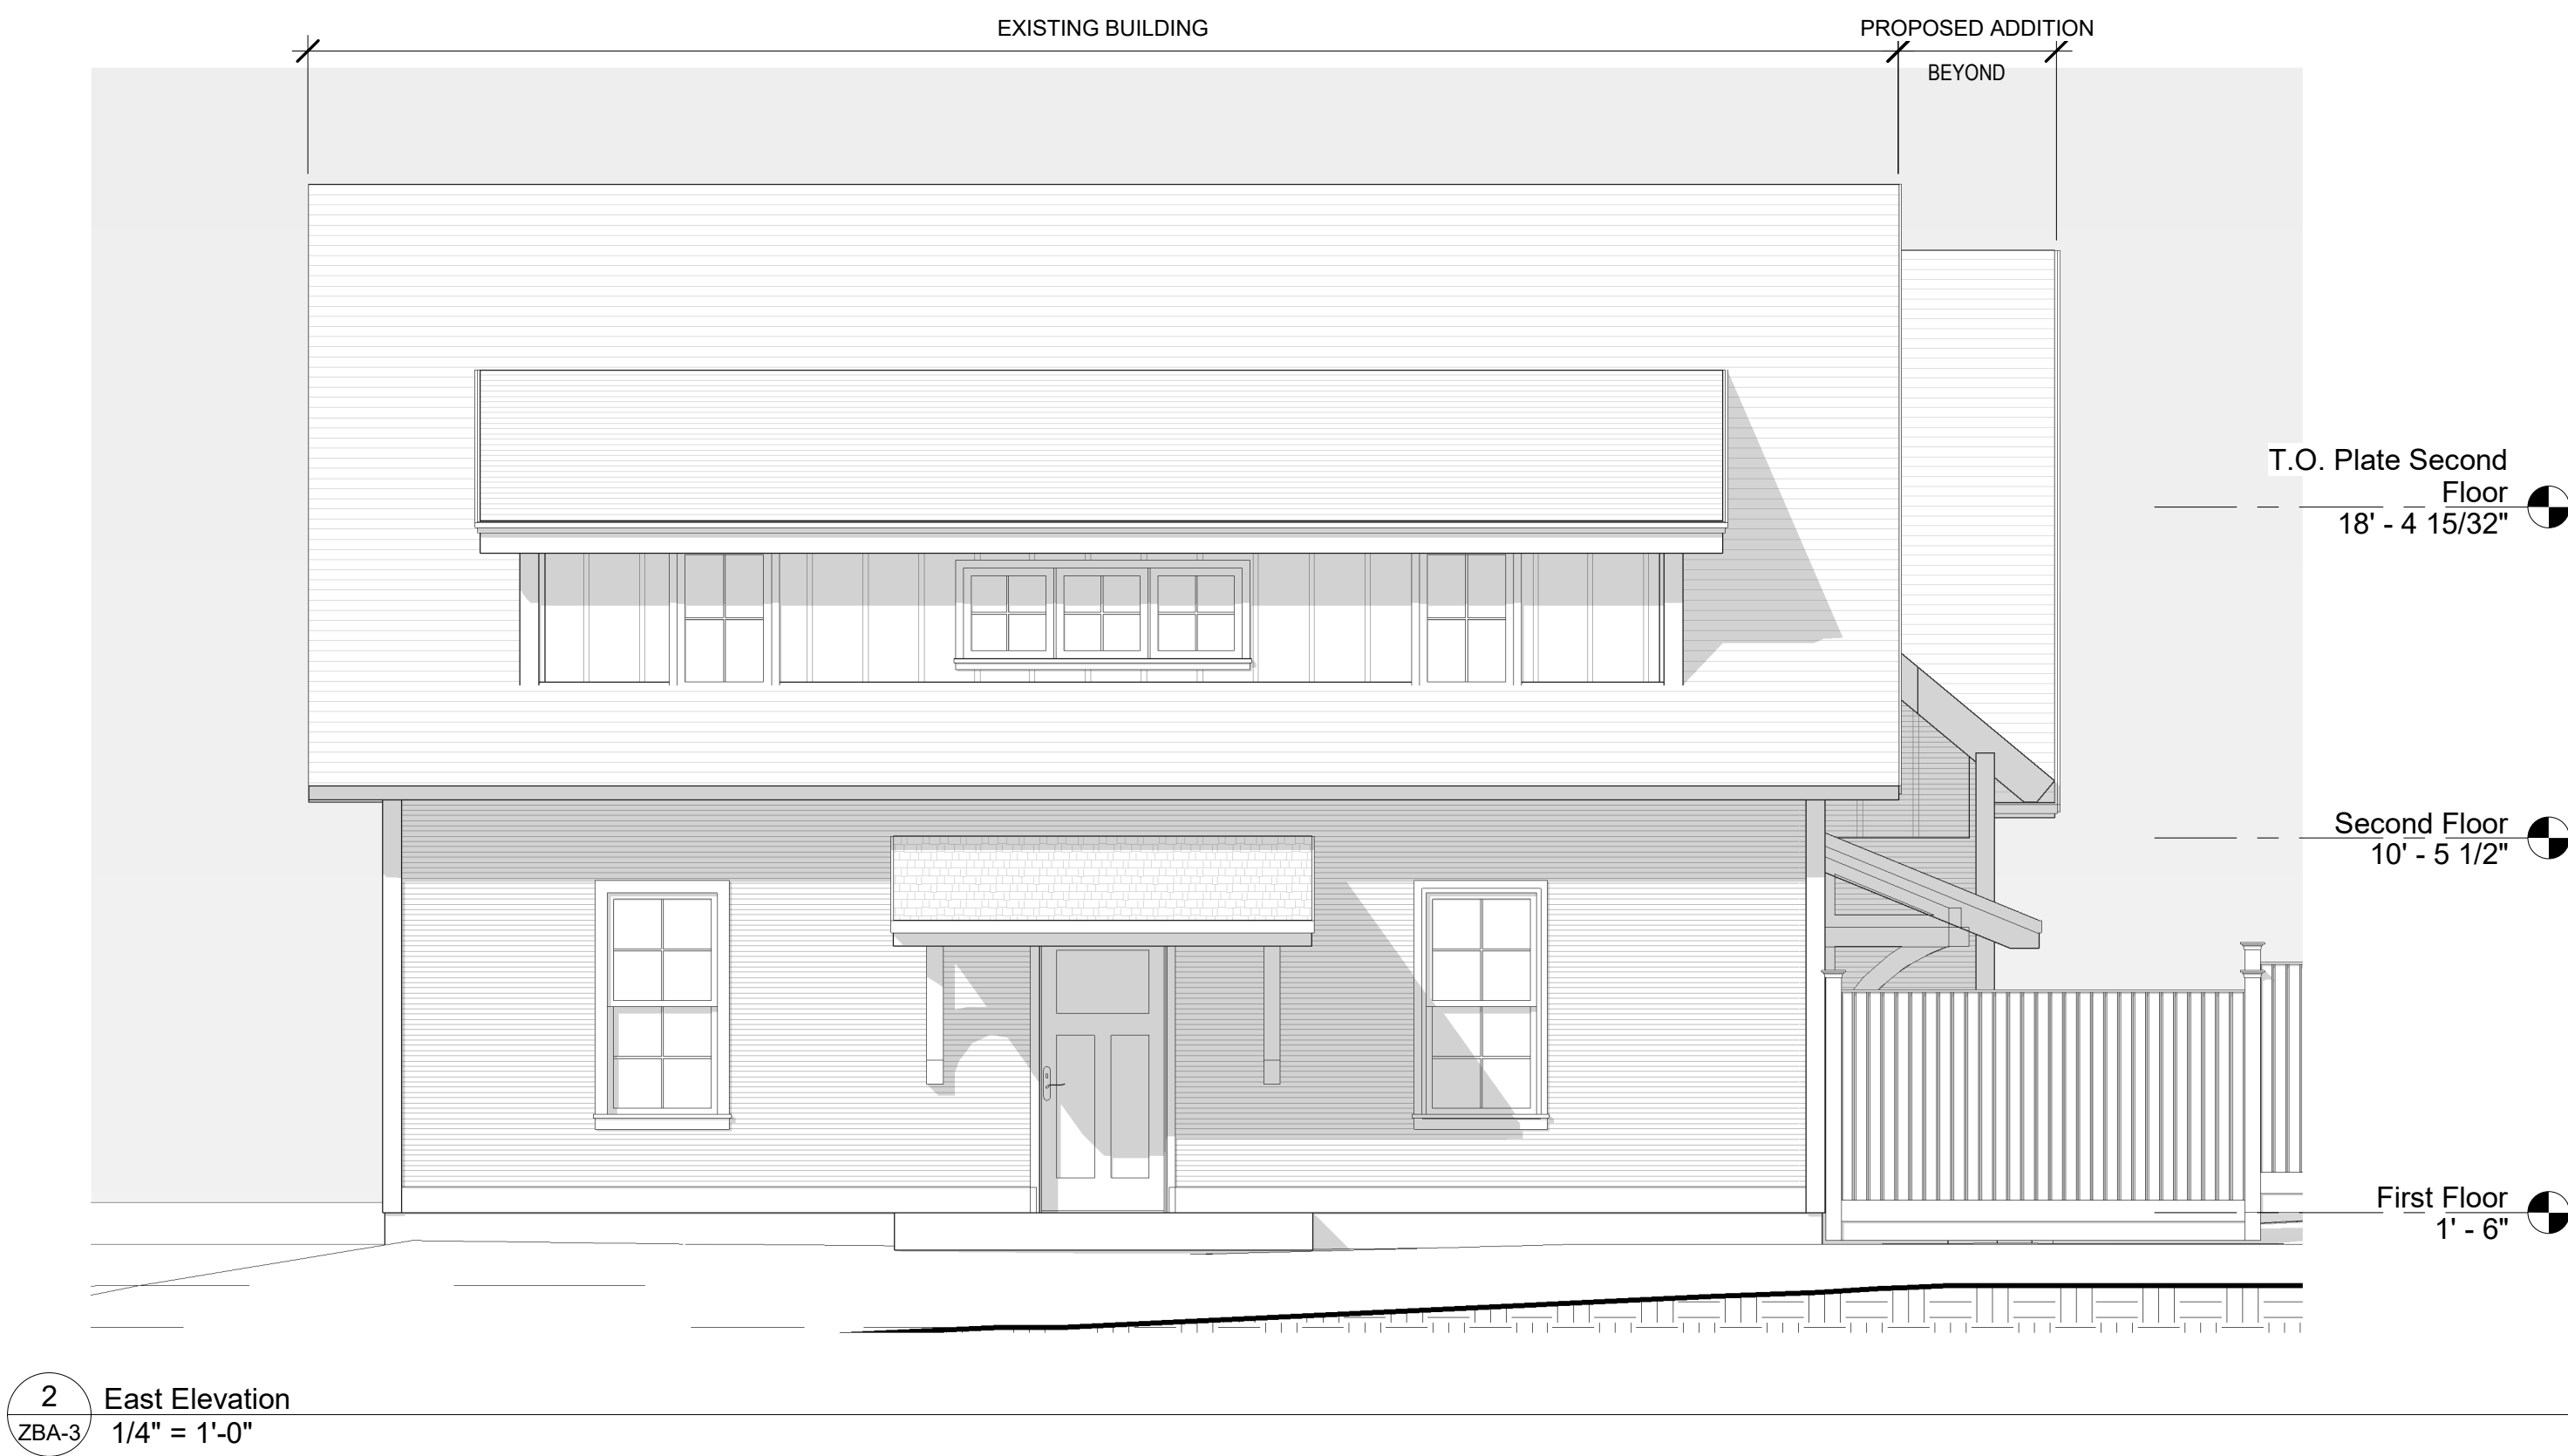 EXISTING BUILDING
PROPOSED ADDITION
BEYOND
T.O. Plate Second
Floor
18' - 4 15/32"
Second Floor
10' - 5 1/2"
First Floor
1' - 6"
2
East Elevation
ZBA-3
1/4" = 1'-0"